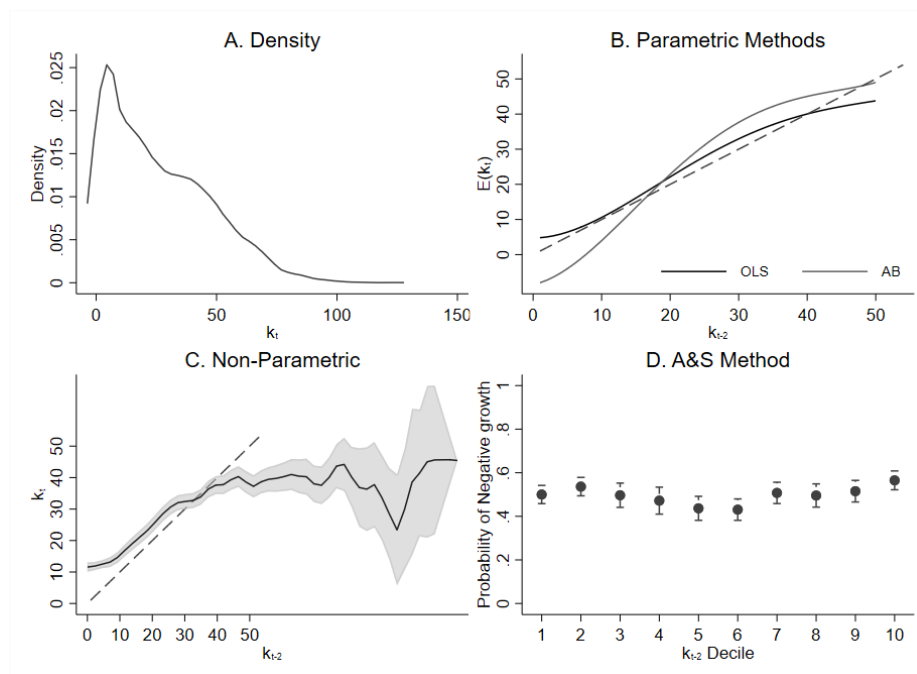 A. Density
Density
.025
.02
.015
.01
.005
0
0 50 100 150
kₜ
B. Parametric Methods
E(kₜ)
50
40
30
20
10
0
OLS AB
0 10 20 30 40 50
kₜ₋₂
C. Non-Parametric
kₜ
50
40
30
20
10
0
0 10 20 30 40 50
kₜ₋₂
D. A&S Method
Probability of Negative growth
1
.8
.6
.4
.2
0
1 2 3 4 5 6 7 8 9 10
kₜ₋₂ Decile